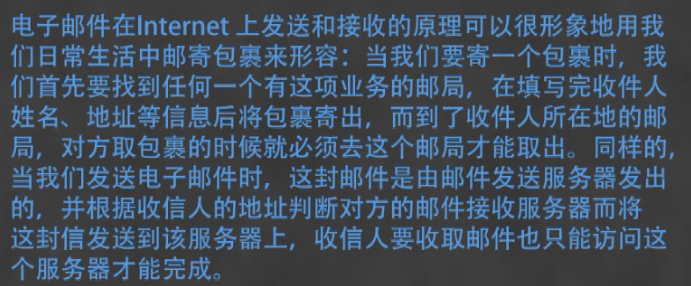 电子邮件在Internet 上发送和接收的原理可以很形象地用我
们日常生活中邮寄包裹来形容：当我们要寄一个包裹时，我
们首先要找到任何一个有这项业务的邮局，在填写完收件人
姓名、地址等信息后将包裹寄出，而到了收件人所在地的邮
局，对方取包裹的时候就必须去这个邮局才能取出。同样的，
当我们发送电子邮件时，这封邮件是由邮件发送服务器发出
的，并根据收信人的地址判断对方的邮件接收服务器而将
这封信发送到该服务器上，收信人要收取邮件也只能访问这
个服务器才能完成。